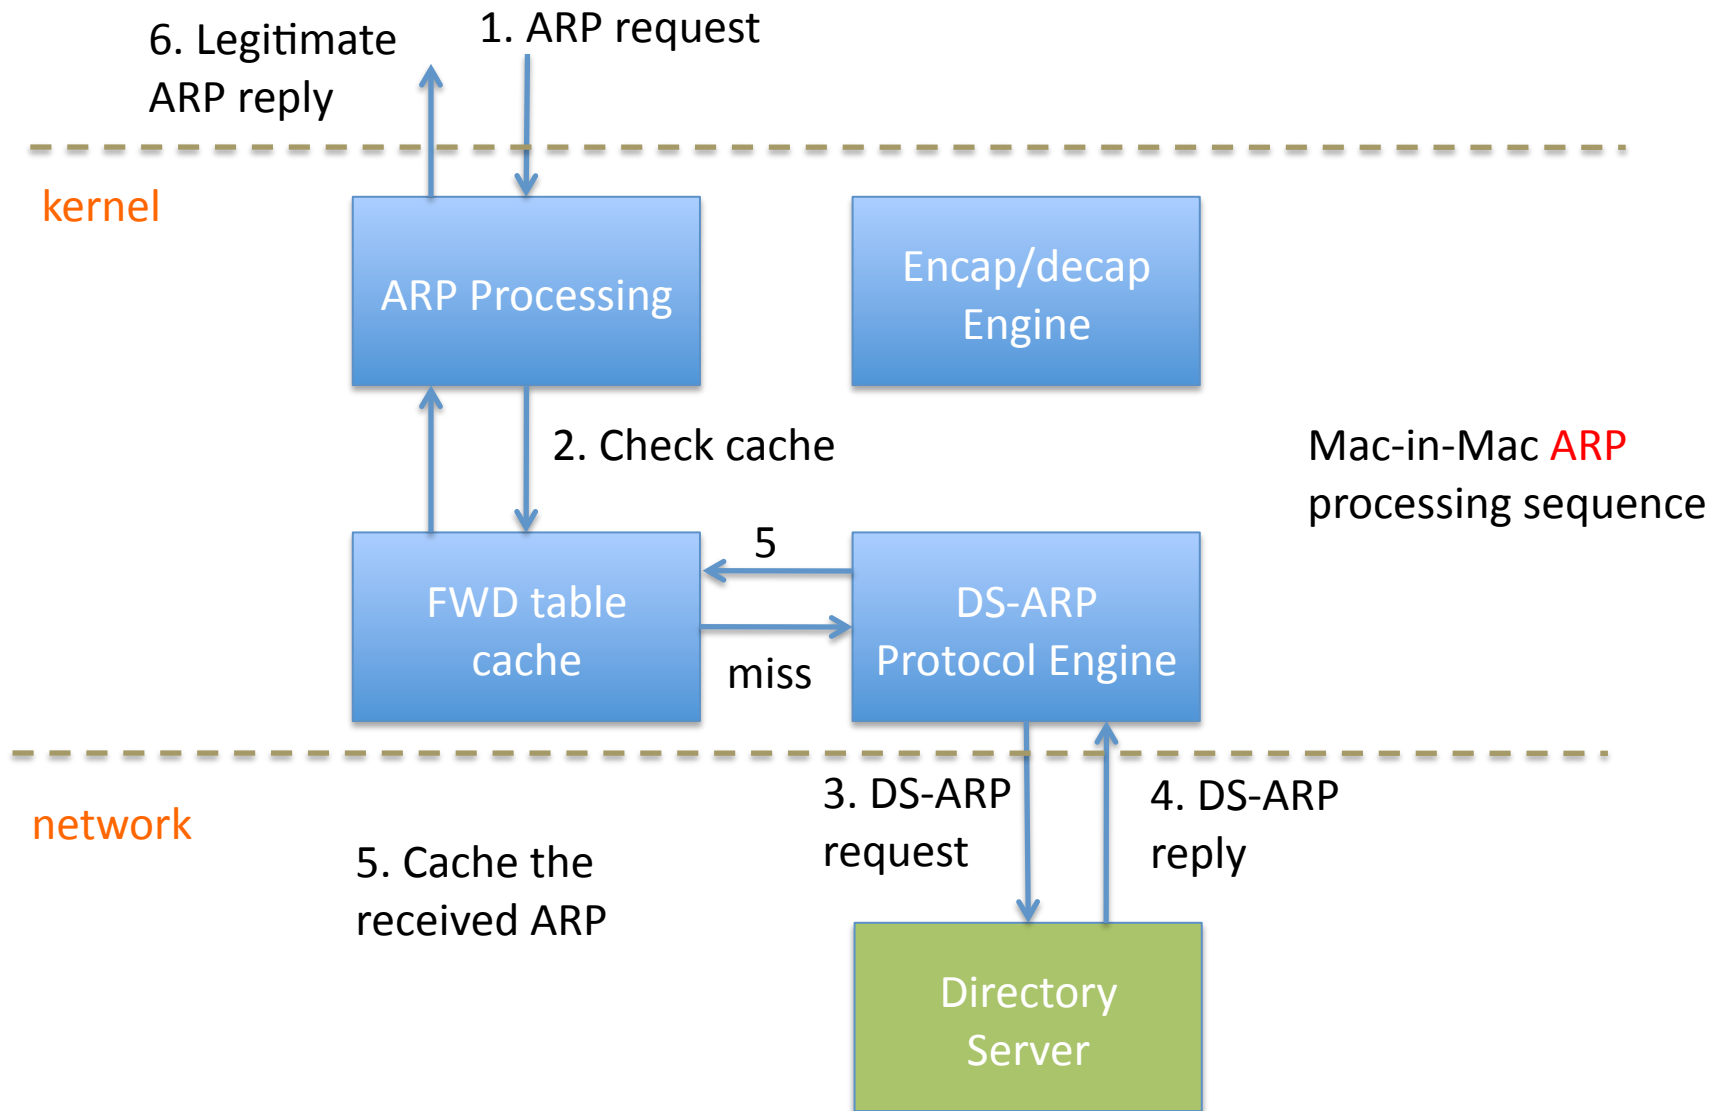 6. Legitimate
ARP reply
1. ARP request
kernel
ARP Processing
Encap/decap
Engine
2. Check cache
Mac-in-Mac ARP
processing sequence
5
FWD table
cache
miss
DS-ARP
Protocol Engine
network
3. DS-ARP
request
4. DS-ARP
reply
5. Cache the
received ARP
Directory
Server